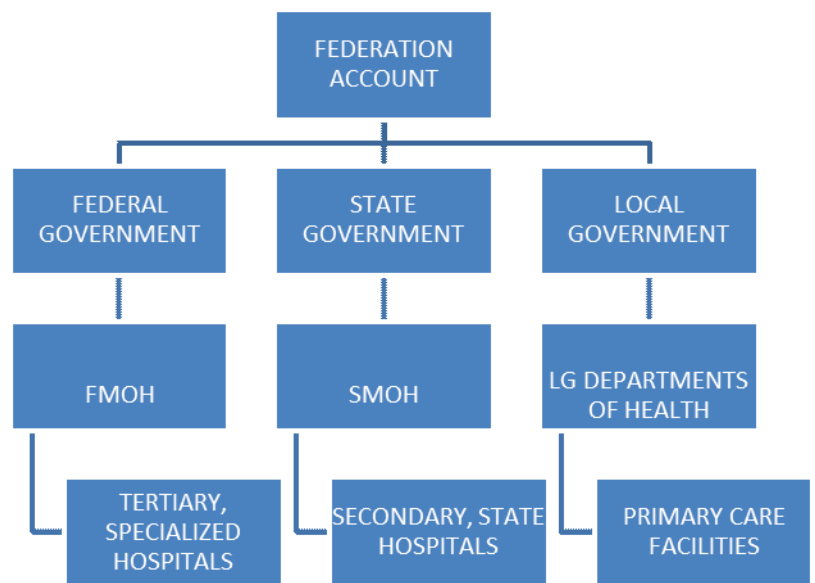 FEDERATION
ACCOUNT
FEDERAL
GOVERNMENT
STATE
GOVERNMENT
LOCAL
GOVERNMENT
FMOH
SMOH
LG DEPARTMENTS
OF HEALTH
TERTIARY,
SPECIALIZED
HOSPITALS
SECONDARY, STATE
HOSPITALS
PRIMARY CARE
FACILITIES